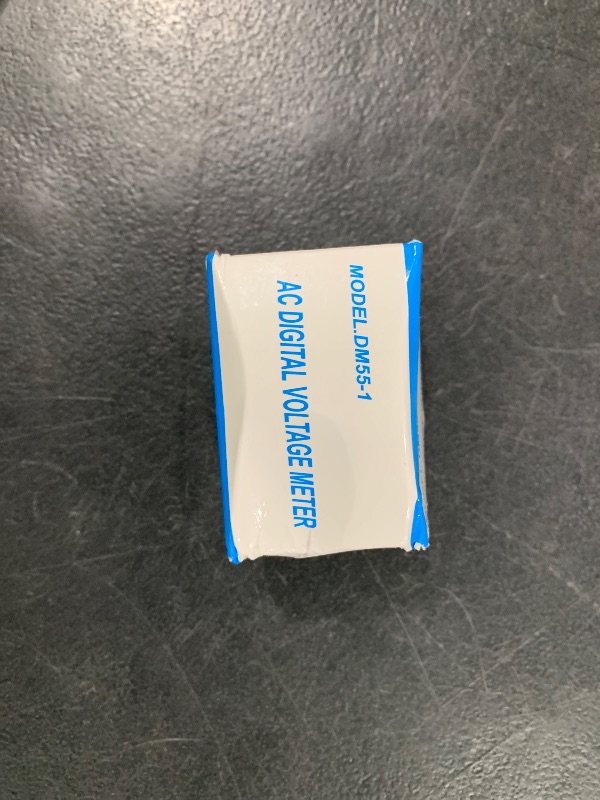 MODEL.DM55-1
AC DIGITAL VOLTAGE METER